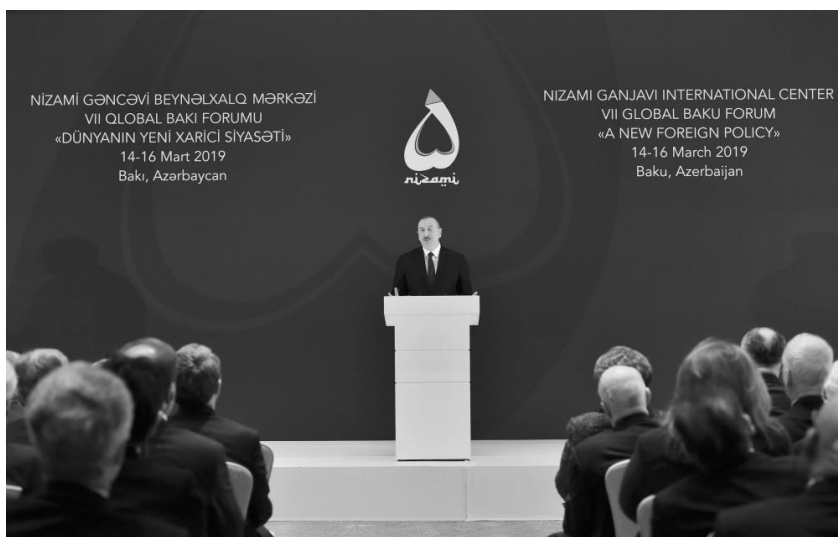 NİZAMİ GƏNCƏVİ BEYNƏLXALQ MƏRKƏZİ
VII QLOBAL BAKI FORUMU
«DÜNYANIN YENİ XARİCİ SİYASƏTİ»
14-16 Mart 2019
Bakı, Azərbaycan
nizami
NIZAMI GANJAVI INTERNATIONAL CENTER
VII GLOBAL BAKU FORUM
«A NEW FOREIGN POLICY»
14-16 March 2019
Baku, Azerbaijan